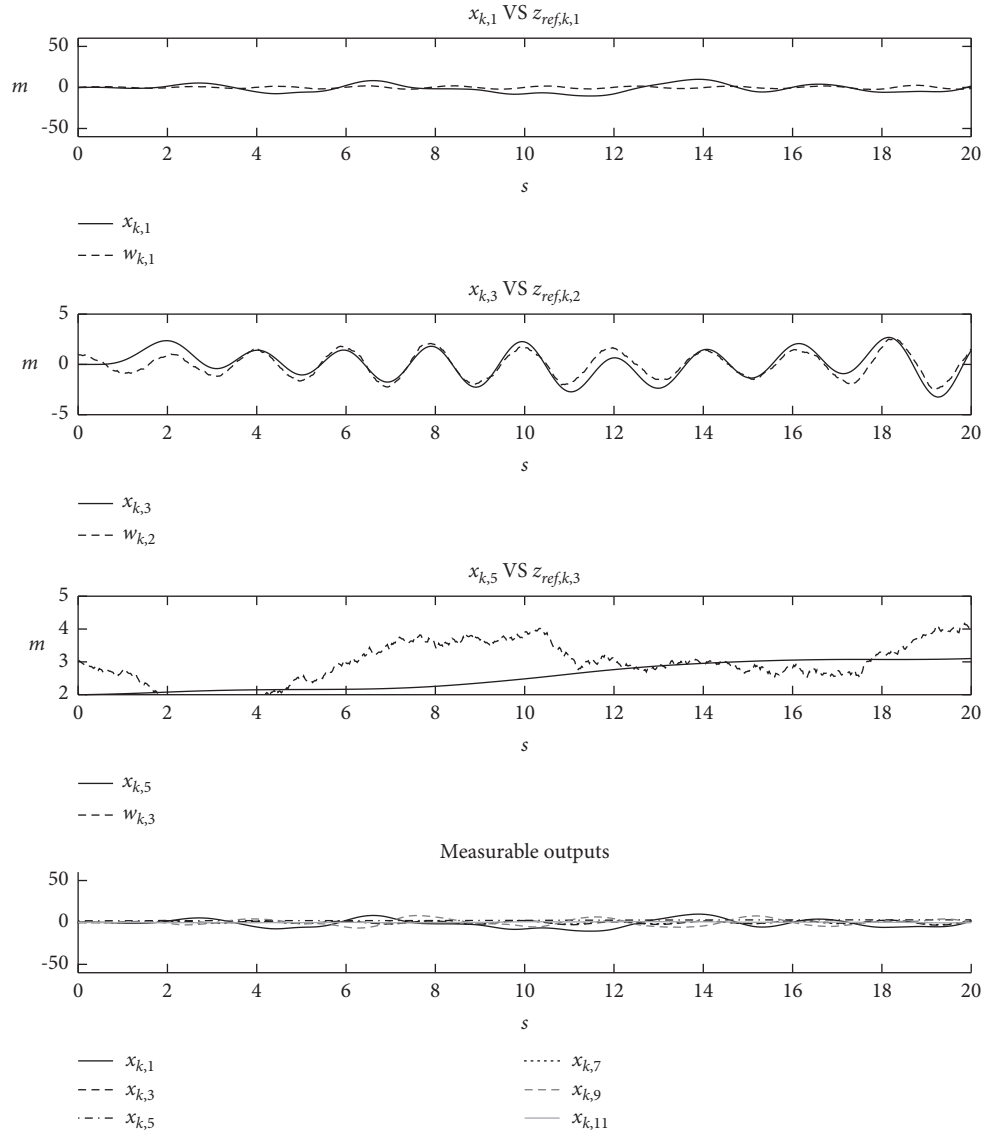 x_{k,1} VS z_{ref,k,1}
50
m 0
-50
0 2 4 6 8 10 12 14 16 18 20
s
x_{k,1}
w_{k,1}
x_{k,3} VS z_{ref,k,2}
5
m 0
-5
0 2 4 6 8 10 12 14 16 18 20
s
x_{k,3}
w_{k,2}
x_{k,5} VS z_{ref,k,3}
5
4
m
3
2
0 2 4 6 8 10 12 14 16 18 20
s
x_{k,5}
w_{k,3}
Measurable outputs
50
0
-50
0 2 4 6 8 10 12 14 16 18 20
s
x_{k,1} x_{k,7}
x_{k,3} x_{k,9}
x_{k,5} x_{k,11}